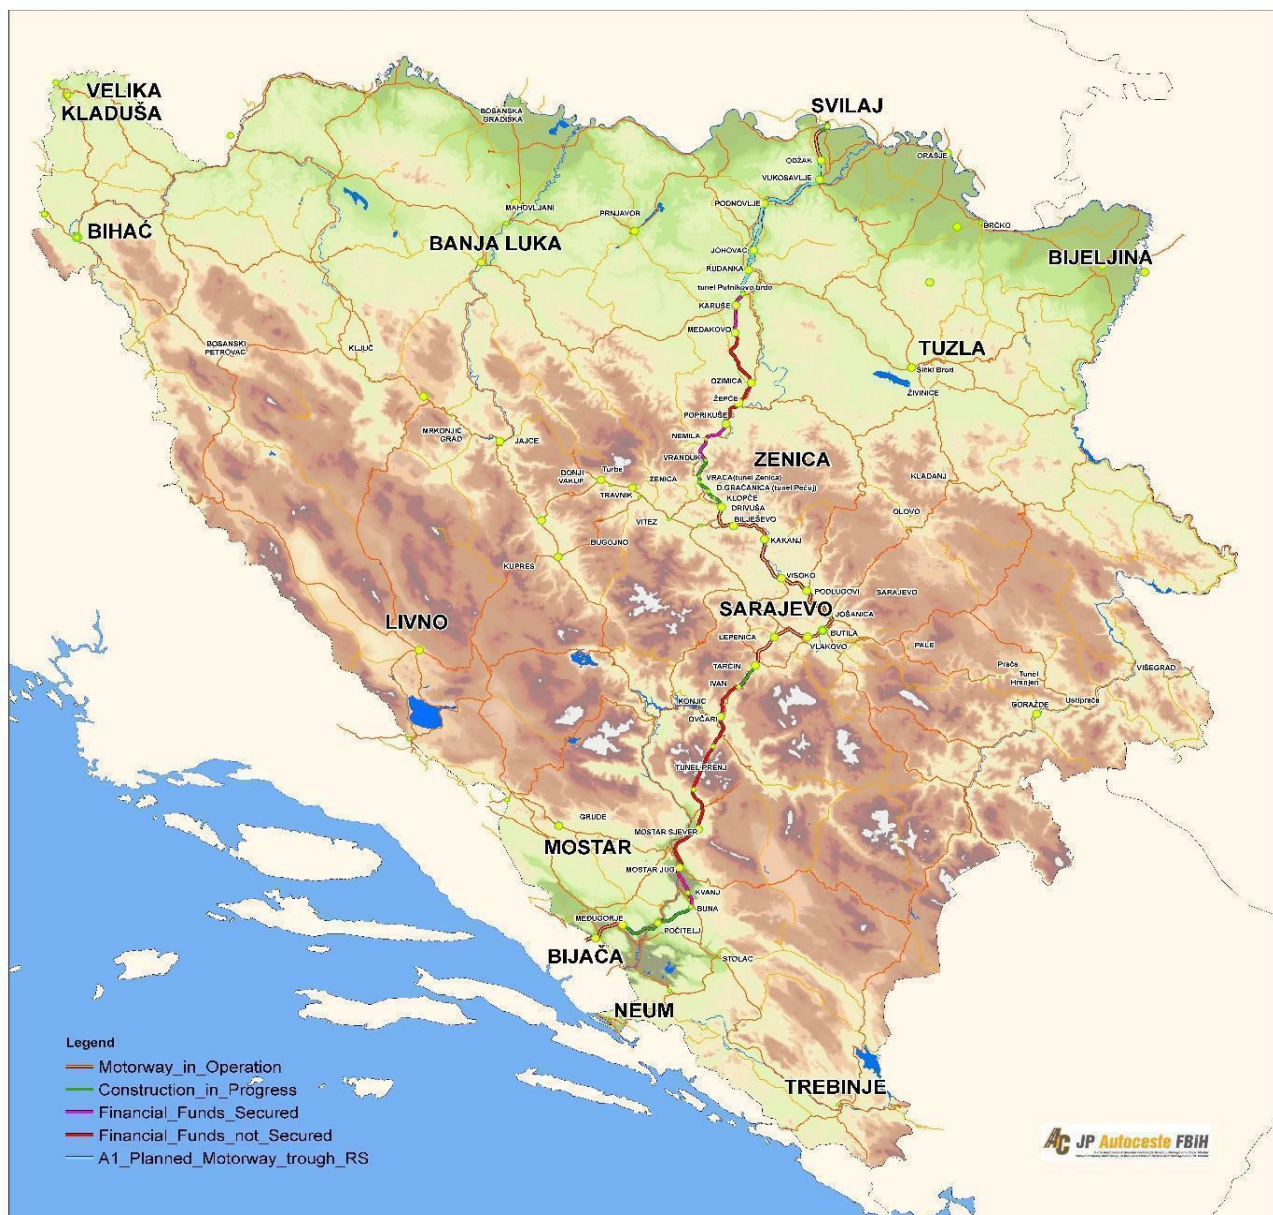 VELIKA
KLADUŠA
SVILAJ
BOSANSKA
GRADIŠKA
ODŽAK
ORAŠJE
VUKOSAVLJE
PODNOVLJE
MAHOVLJANI
PRNJAVOR
BRČKO
BIHAĆ
BANJA LUKA
JOHOVAC
BIJELJINA
RUDANKA
tunel Putnikovo brdo
KARUŠE
MEDAKOVO
BOSANSKI
PETROVAC
KLJUČ
TUZLA
Šićki Brod
OZIMICA
ŽIVINICE
ŽEPČE
POPRIKUŠE
MRKONJIĆ
GRAD
JAJCE
NEMILA
VRANDUK
ZENICA
DONJI
VAKUF
Turbe
ZENICA
VRACA(tunel Zenica)
KLADANJ
D.GRAČANICA (tunel Pečuj)
TRAVNIK
KLOPČE
DRIVUŠA
OLOVO
VITEZ
BILJEŠEVO
BUGOJNO
KAKANJ
KUPRES
VISOKO
PODLUGOVI
SARAJEVO
SARAJEVO
JOŠANICA
LIVNO
LEPENICA
BUTILA
VLAKOVO
PALE
TARČIN
Prača
VIŠEGRAD
Tunel
Hranjen
IVAN
KONJIC
Ustiprača
GORAŽDE
OVČARI
TUNEL PRENJ
GRUDE
MOSTAR SJEVER
MOSTAR
MOSTAR JUG
KVANJ
BUNA
MEĐUGORJE
POČITELJ
BIJAČA
STOLAC
NEUM
Legend
Motorway_in_Operation
Construction_in_Progress
Financial_Funds_Secured
Financial_Funds_not_Secured
A1_Planned_Motorway_trough_RS
TREBINJE
AC JP Autoceste FBiH